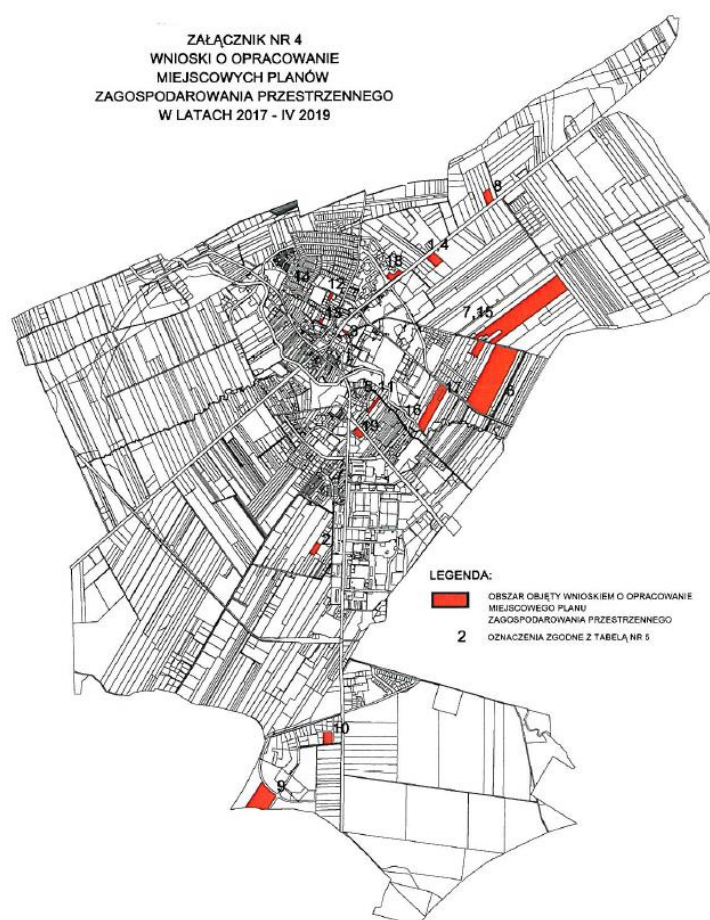 ZAŁĄCZNIK NR 4
WNIOSKI O OPRACOWANIE
MIEJSCOWYCH PLANÓW
ZAGOSPODAROWANIA PRZESTRZENNEGO
W LATACH 2017 - IV 2019
8
1,4
18
14
12
13
3
7,15
6
17
5,11
16
19
2
LEGENDA:
OBSZAR OBJĘTY WNIOSKIEM O OPRACOWANIE
MIEJSCOWEGO PLANU
ZAGOSPODAROWANIA PRZESTRZENNEGO
2 OZNACZENIA ZGODNE Z TABELĄ NR 5
10
9